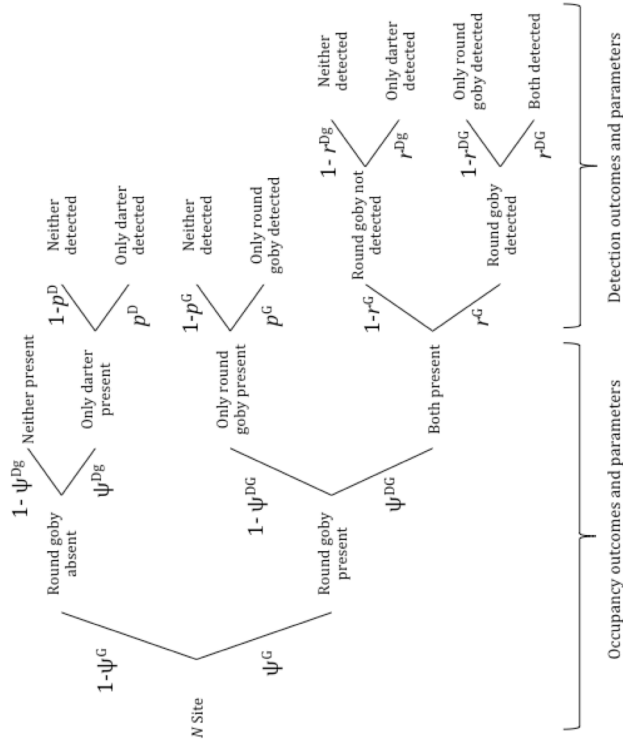 N Site
1-ψᴳ
ψᴳ
Round goby
absent
Round goby
present
1- ψᴰᵍ
ψᴰᵍ
1- ψᴰᴳ
ψᴰᴳ
Neither present
Only darter
present
Only round
goby present
Both present
1-pᴰ
pᴰ
1-pᴳ
pᴳ
1-rᴳ
rᴳ
Neither
detected
Only darter
detected
Neither
detected
Only round
goby detected
Round goby not
detected
Round goby
detected
1- rᴰᵍ
rᴰᵍ
1-rᴰᴳ
rᴰᴳ
Neither
detected
Only darter
detected
Only round
goby detected
Both detected
Occupancy outcomes and parameters
Detection outcomes and parameters